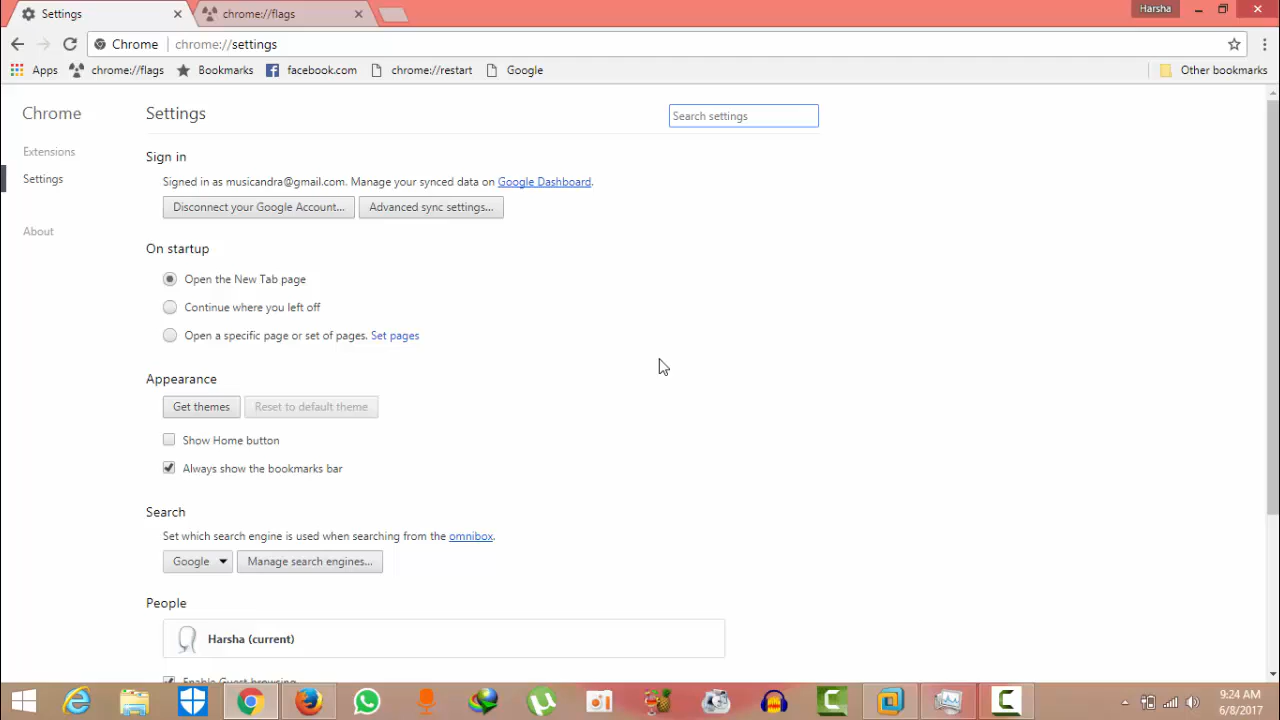 Settings
chrome://flags
Harsha
Chrome
chrome://settings
Apps
chrome://flags
Bookmarks
facebook.com
chrome://restart
Google
Other bookmarks
Chrome
Settings
Search settings
Extensions
Settings
About
Sign in
Signed in as musicandra@gmail.com. Manage your synced data on Google Dashboard.
Disconnect your Google Account...
Advanced sync settings...
On startup
Open the New Tab page
Continue where you left off
Open a specific page or set of pages. Set pages
Appearance
Get themes
Reset to default theme
Show Home button
Always show the bookmarks bar
Search
Set which search engine is used when searching from the omnibox.
Google
Manage search engines...
People
Harsha (current)
Enable Guest browsing
9:24 AM
6/8/2017